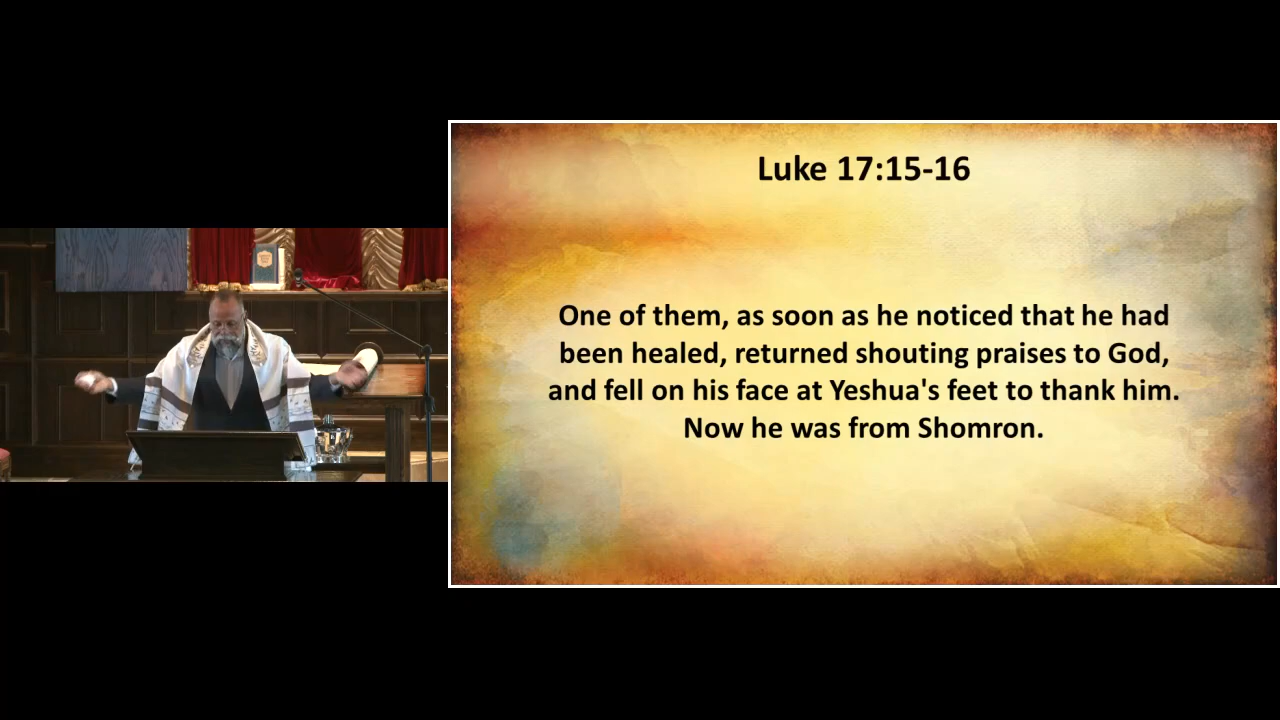 Luke 17:15-16
One of them, as soon as he noticed that he had
been healed, returned shouting praises to God,
and fell on his face at Yeshua's feet to thank him.
Now he was from Shomron.